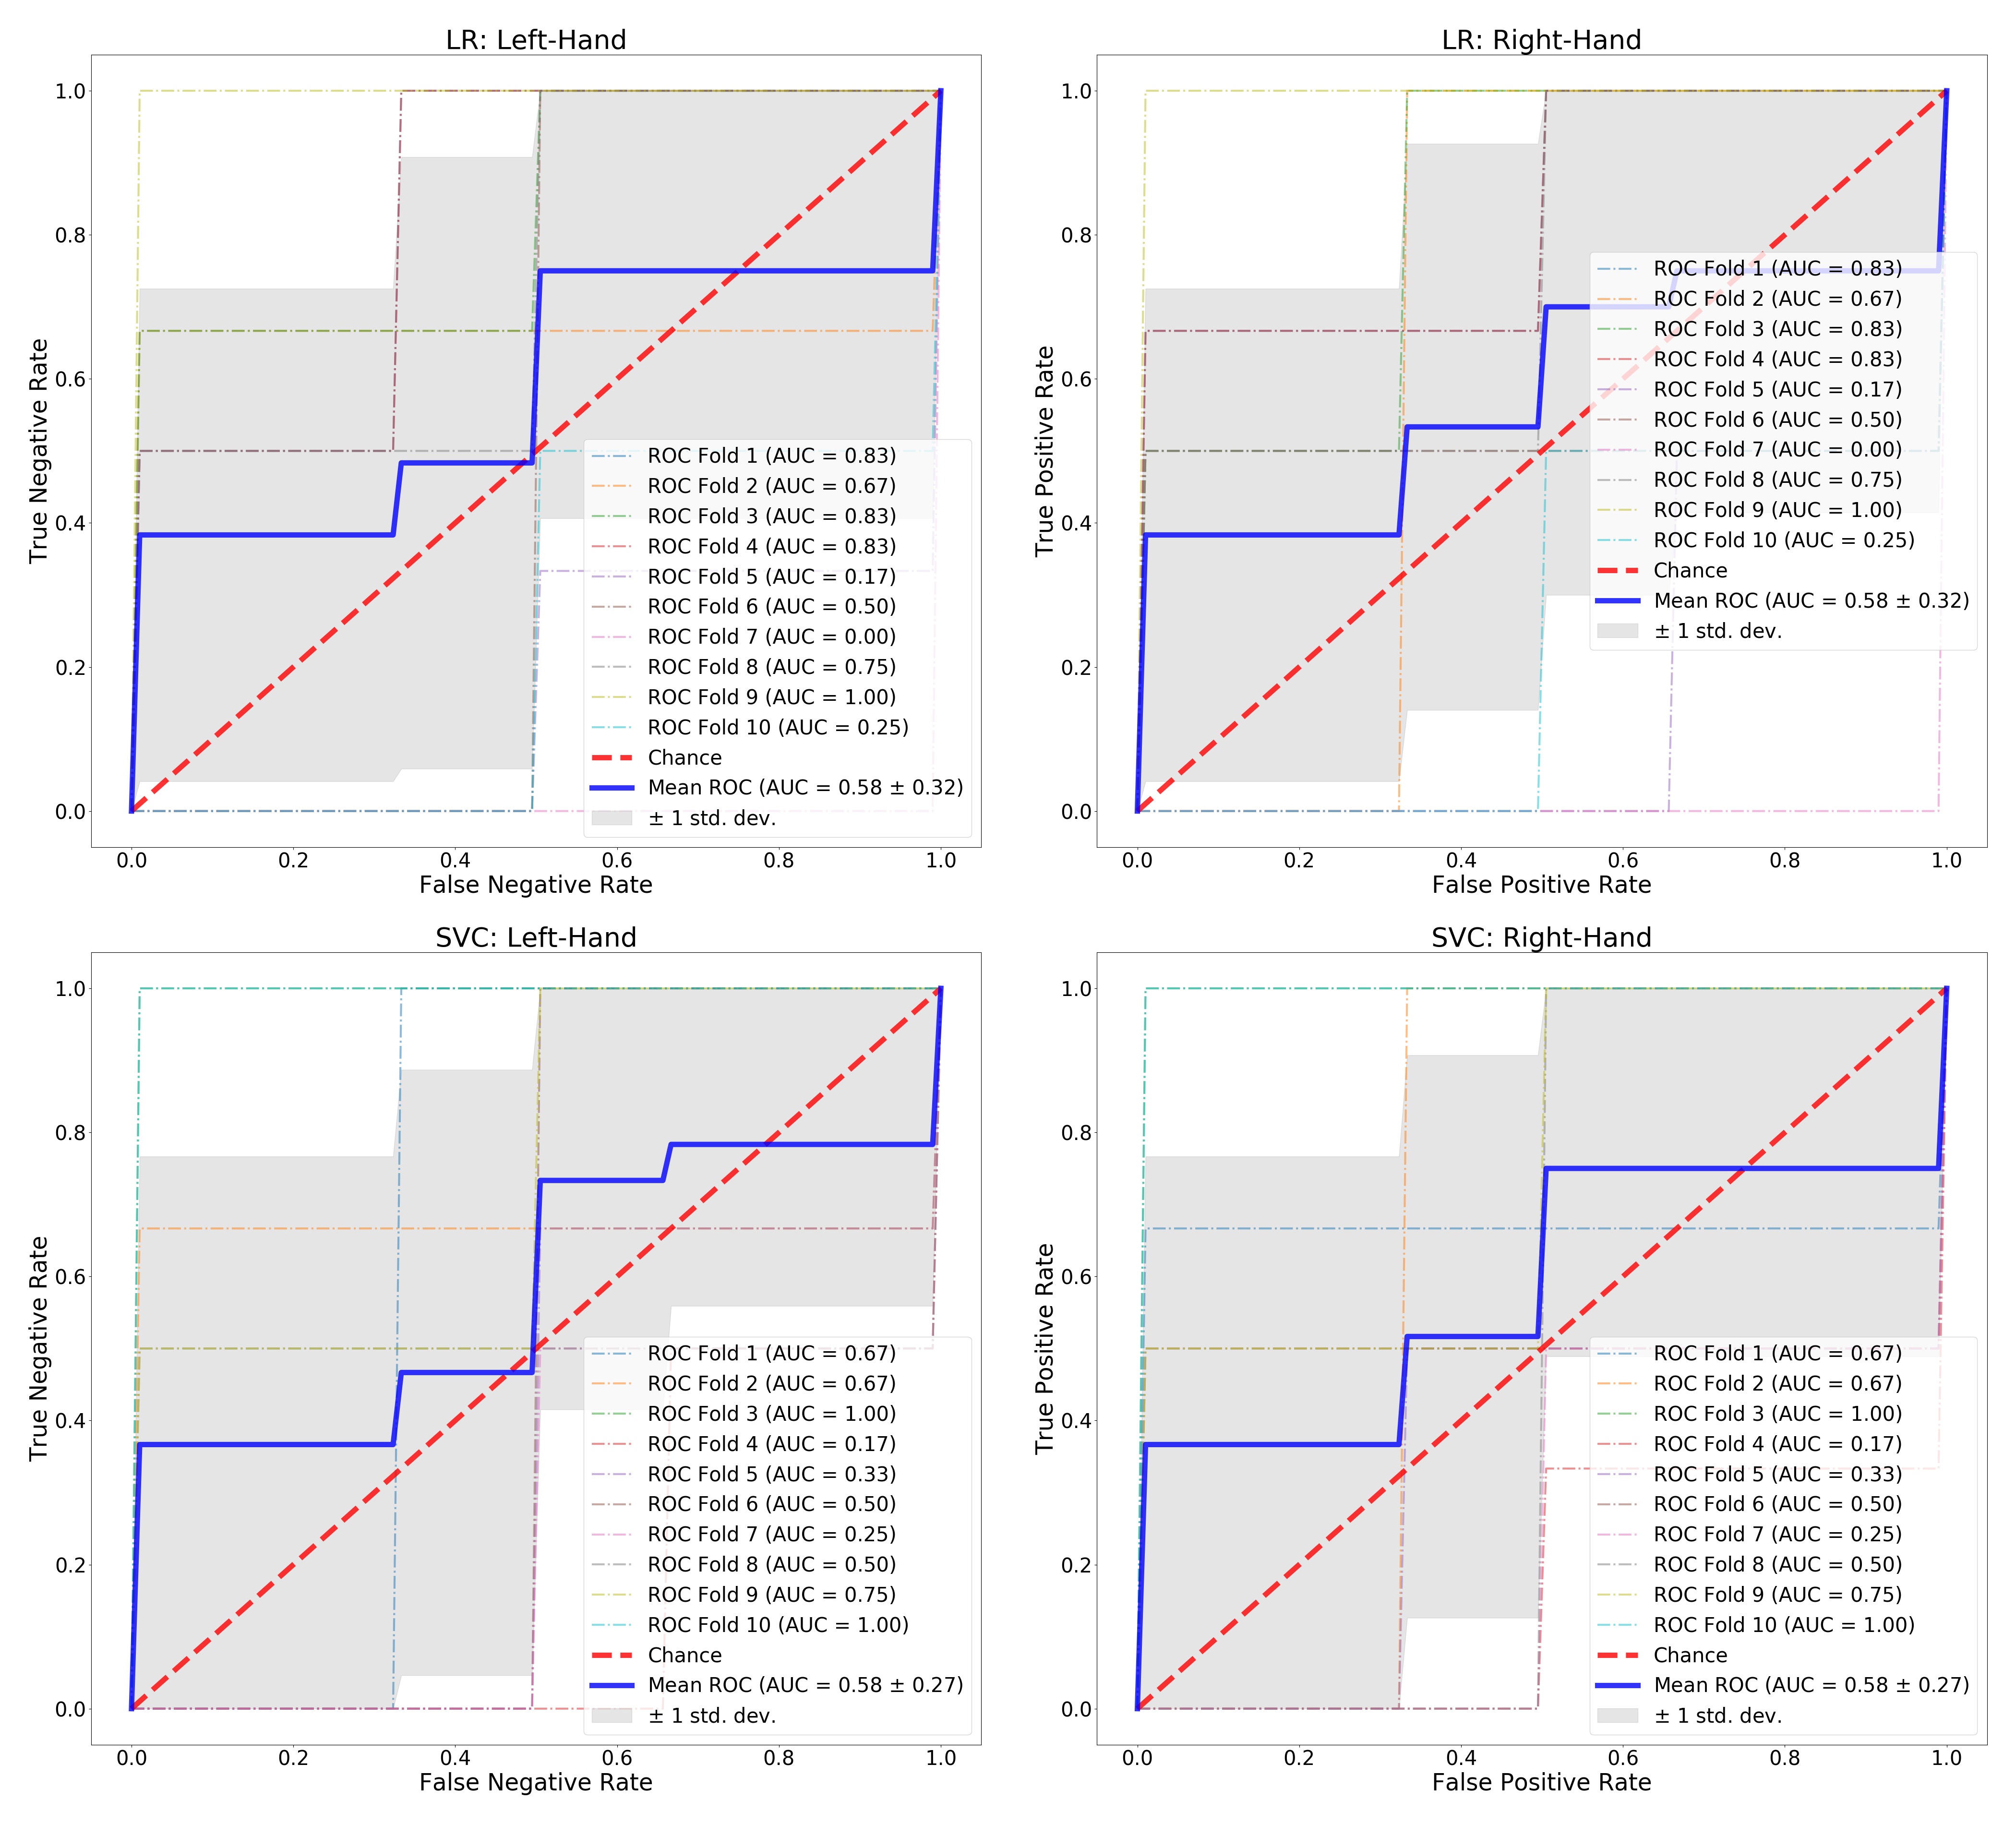 LR: Left-Hand
True Negative Rate
1.0
0.8
0.6
0.4
0.2
0.0
ROC Fold 1 (AUC = 0.83)
ROC Fold 2 (AUC = 0.67)
ROC Fold 3 (AUC = 0.83)
ROC Fold 4 (AUC = 0.83)
ROC Fold 5 (AUC = 0.17)
ROC Fold 6 (AUC = 0.50)
ROC Fold 7 (AUC = 0.00)
ROC Fold 8 (AUC = 0.75)
ROC Fold 9 (AUC = 1.00)
ROC Fold 10 (AUC = 0.25)
Chance
Mean ROC (AUC = 0.58 ± 0.32)
± 1 std. dev.
0.0 0.2 0.4 0.6 0.8 1.0
False Negative Rate
LR: Right-Hand
True Positive Rate
1.0
0.8
0.6
0.4
0.2
0.0
ROC Fold 1 (AUC = 0.83)
ROC Fold 2 (AUC = 0.67)
ROC Fold 3 (AUC = 0.83)
ROC Fold 4 (AUC = 0.83)
ROC Fold 5 (AUC = 0.17)
ROC Fold 6 (AUC = 0.50)
ROC Fold 7 (AUC = 0.00)
ROC Fold 8 (AUC = 0.75)
ROC Fold 9 (AUC = 1.00)
ROC Fold 10 (AUC = 0.25)
Chance
Mean ROC (AUC = 0.58 ± 0.32)
± 1 std. dev.
0.0 0.2 0.4 0.6 0.8 1.0
False Positive Rate
SVC: Left-Hand
True Negative Rate
1.0
0.8
0.6
0.4
0.2
0.0
ROC Fold 1 (AUC = 0.67)
ROC Fold 2 (AUC = 0.67)
ROC Fold 3 (AUC = 1.00)
ROC Fold 4 (AUC = 0.17)
ROC Fold 5 (AUC = 0.33)
ROC Fold 6 (AUC = 0.50)
ROC Fold 7 (AUC = 0.25)
ROC Fold 8 (AUC = 0.50)
ROC Fold 9 (AUC = 0.75)
ROC Fold 10 (AUC = 1.00)
Chance
Mean ROC (AUC = 0.58 ± 0.27)
± 1 std. dev.
0.0 0.2 0.4 0.6 0.8 1.0
False Negative Rate
SVC: Right-Hand
True Positive Rate
1.0
0.8
0.6
0.4
0.2
0.0
ROC Fold 1 (AUC = 0.67)
ROC Fold 2 (AUC = 0.67)
ROC Fold 3 (AUC = 1.00)
ROC Fold 4 (AUC = 0.17)
ROC Fold 5 (AUC = 0.33)
ROC Fold 6 (AUC = 0.50)
ROC Fold 7 (AUC = 0.25)
ROC Fold 8 (AUC = 0.50)
ROC Fold 9 (AUC = 0.75)
ROC Fold 10 (AUC = 1.00)
Chance
Mean ROC (AUC = 0.58 ± 0.27)
± 1 std. dev.
0.0 0.2 0.4 0.6 0.8 1.0
False Positive Rate